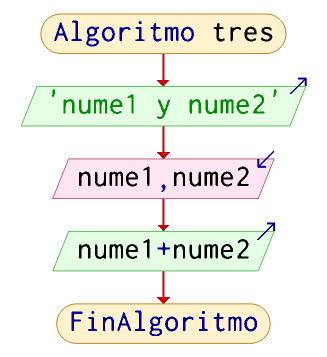 Algoritmo tres
'nume1 y nume2'
nume1,nume2
nume1+nume2
FinAlgoritmo